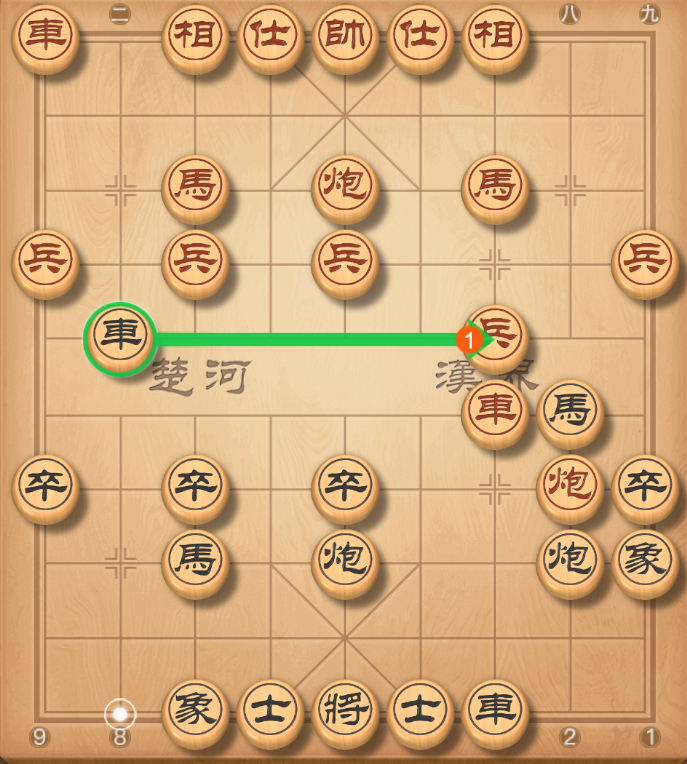 二 八 九
車 相 仕 帥 仕 相
馬 炮 馬
兵 兵 兵 兵
車 1 兵
楚河 漢界
車 馬
卒 卒 卒 炮 卒
馬 炮 炮 象
象 士 將 士 車
9 8 2 1